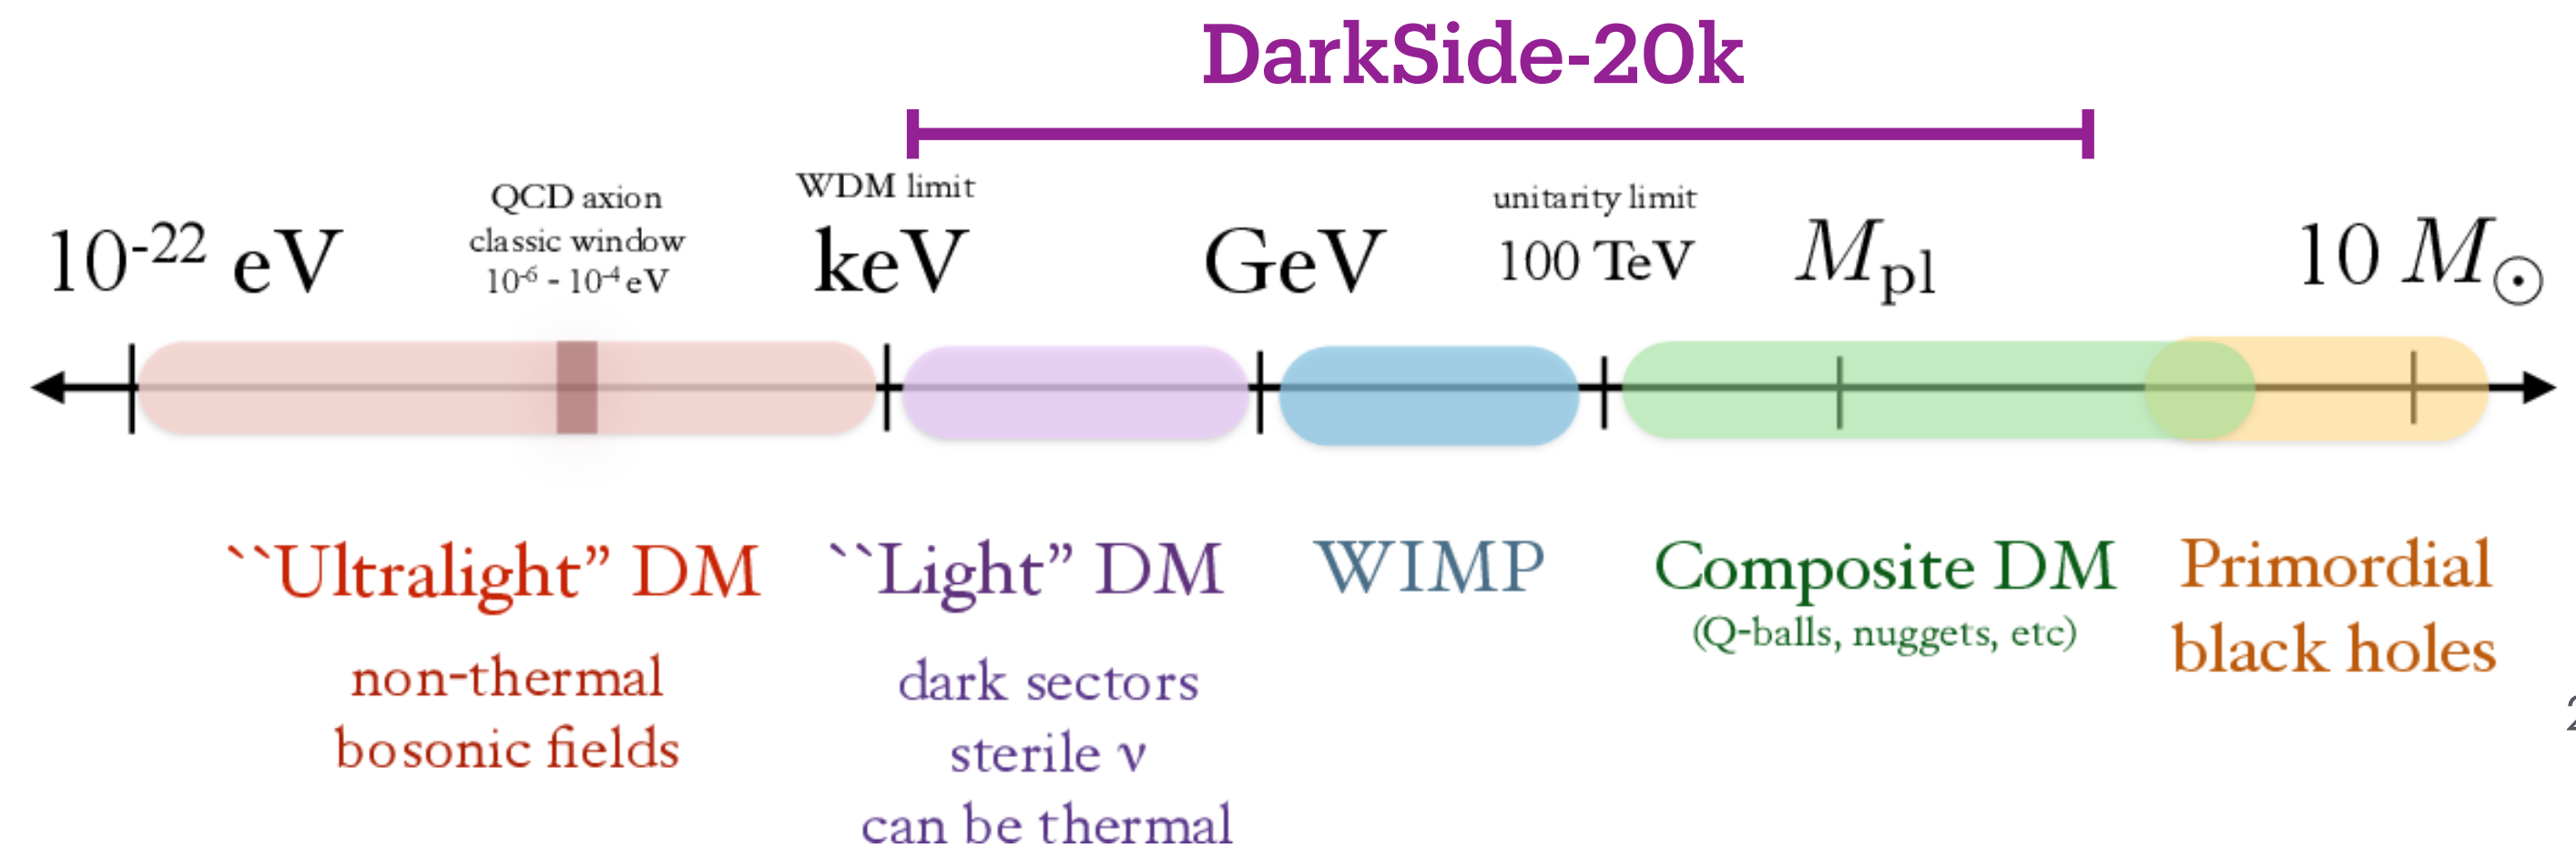 DarkSide-20k
QCD axion
classic window
10⁻⁶ - 10⁻⁴ eV
WDM limit
unitarity limit
10⁻²² eV
keV
GeV
100 TeV
M_pl
10 M_⊙
``Ultralight” DM
non-thermal
bosonic fields
``Light” DM
dark sectors
sterile ν
can be thermal
WIMP
Composite DM
(Q-balls, nuggets, etc)
Primordial
black holes